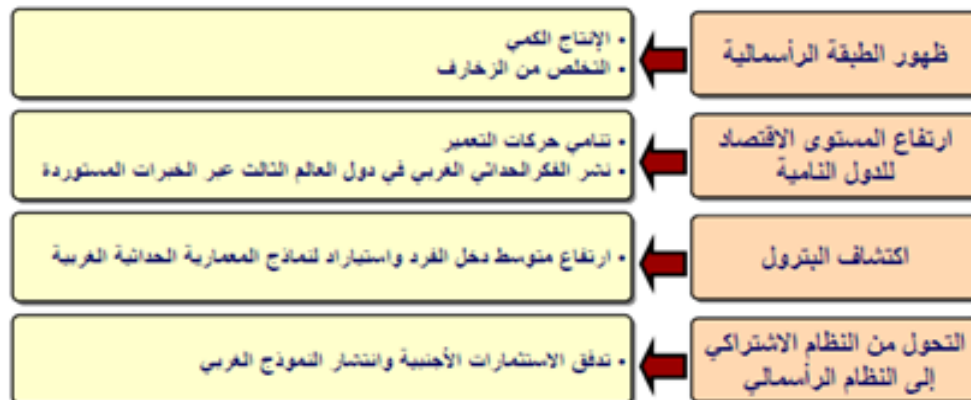 ظهور الطبقة الرأسمالية
• الإنتاج الكمي
• التخلص من الزخارف
ارتفاع المستوى الاقتصاد
للدول النامية
• تنامي حركات التعمير
• نشر الفكر الحداثي الغربي في دول العالم الثالث عبر الخبرات المستوردة
اكتشاف البترول
• ارتفاع متوسط دخل الفرد واستيراد لنماذج المعمارية الحداثية الغربية
التحول من النظام الاشتراكي
إلى النظام الرأسمالي
• تدفق الاستثمارات الأجنبية وانتشار النموذج الغربي